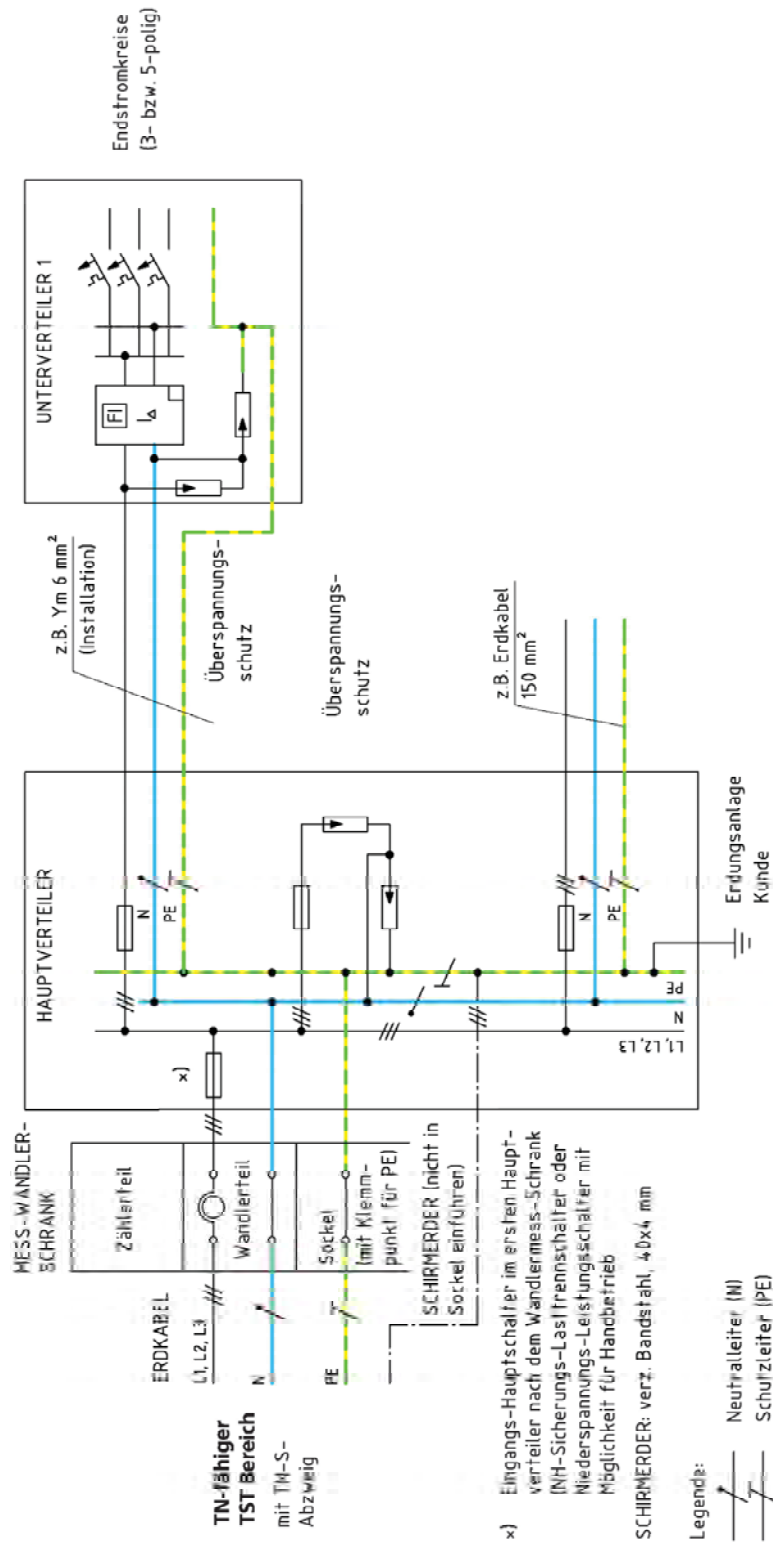 MESS-WANDLER-
SCHRANK
Zählerteil
Wandlerteil
Sockel
(mit Klemm-
punkt für PE)
ERDKABEL
L1, L2, L3
N
PE
TN-fähiger
TST Bereich
mit TM-S-
Abzweig
SCHIRMERDER (nicht in
Sockel einführen)
HAUPTVERTEILER
x)
N
PE
L1, L2, L3
N
PE
N
PE
Erdungsanlage
Kunde
z.B. Ym 6 mm²
(Installation)
Überspannungs-
schutz
Überspannungs-
schutz
z.B. Erdkabel
150 mm²
UNTERVERTEILER 1
FI
I△
Endstromkreise
(3- bzw. 5-polig)
x) Eingangs-Hauptschalter im ersten Haupt-
verteiler nach dem Wandlermess-Schrank
(NH-Sicherungs-Lasttrennschalter oder
Niederspannungs-Leistungsschalter mit
Möglichkeit für Handbetrieb
SCHIRMERDER: verz. Bandstahl, 40x4 mm
Legende:
Neutralleiter (N)
Schutzleiter (PE)